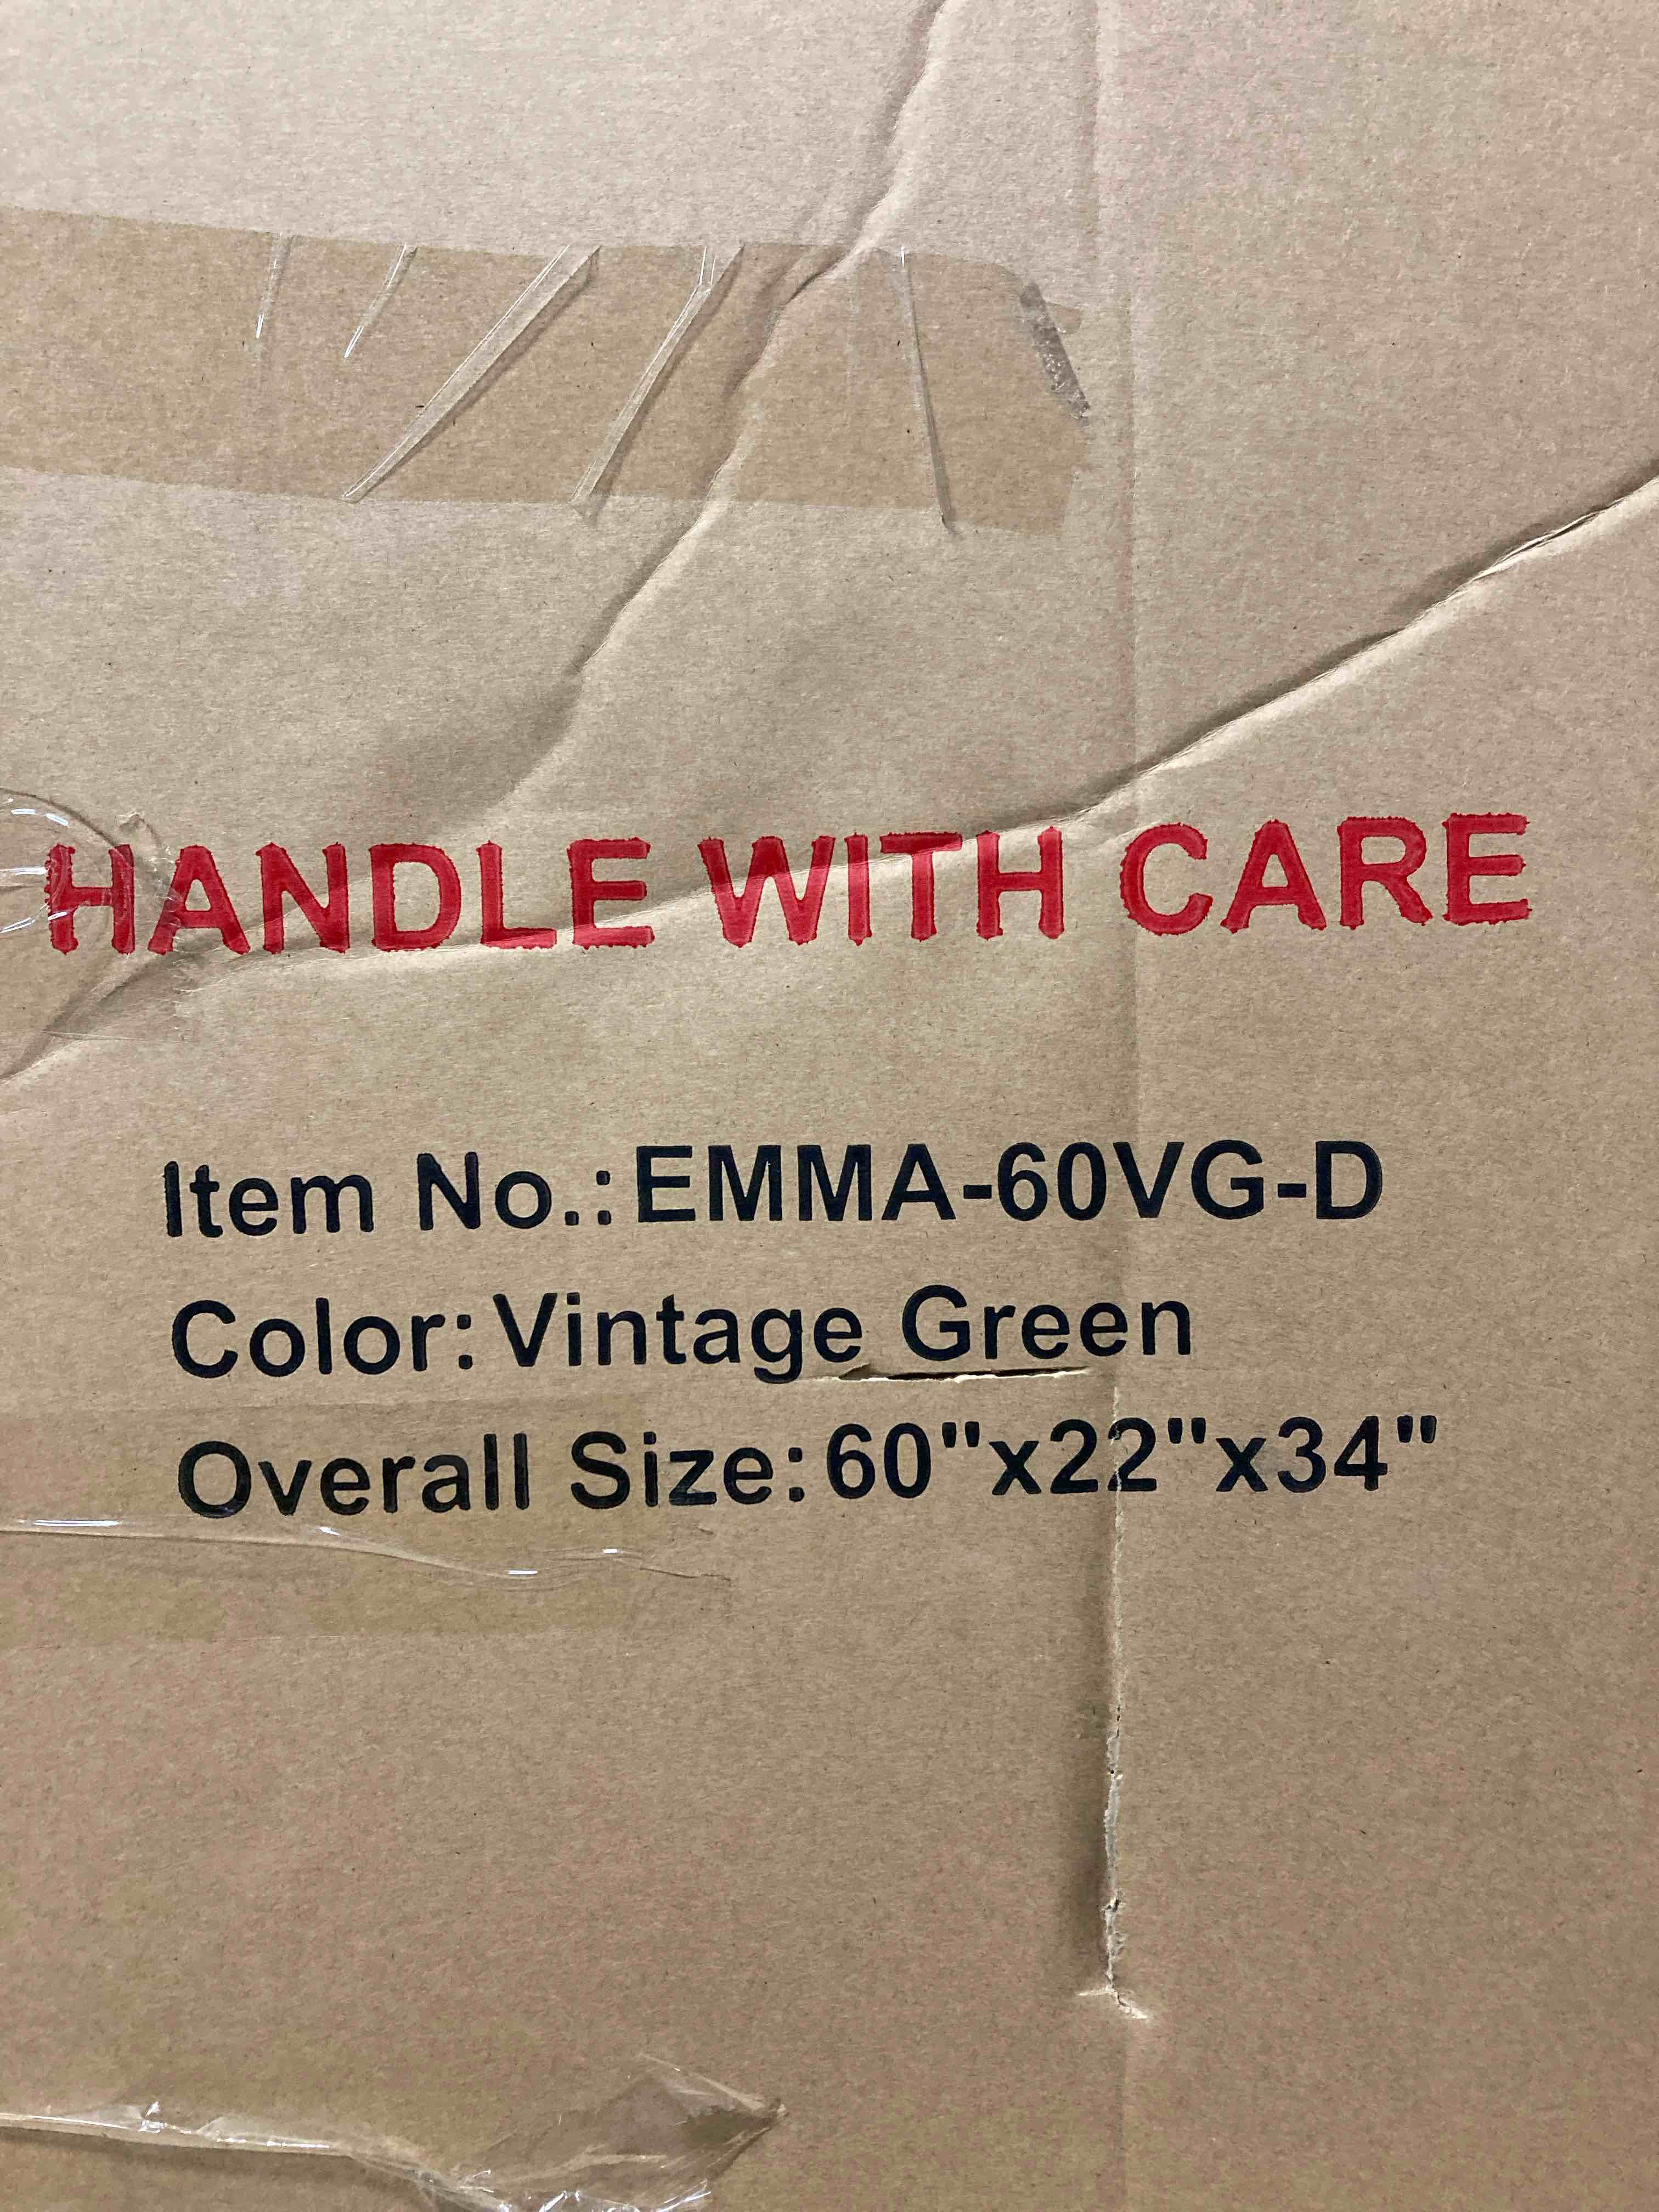 HANDLE WITH CARE
Item No.:EMMA-60VG-D
Color:Vintage Green
Overall Size:60"x22"x34"